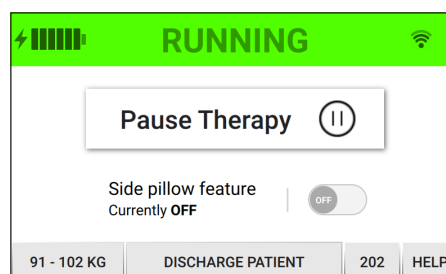 RUNNING
Pause Therapy
Side pillow feature
Currently OFF
OFF
91 - 102 KG DISCHARGE PATIENT 202 HELP